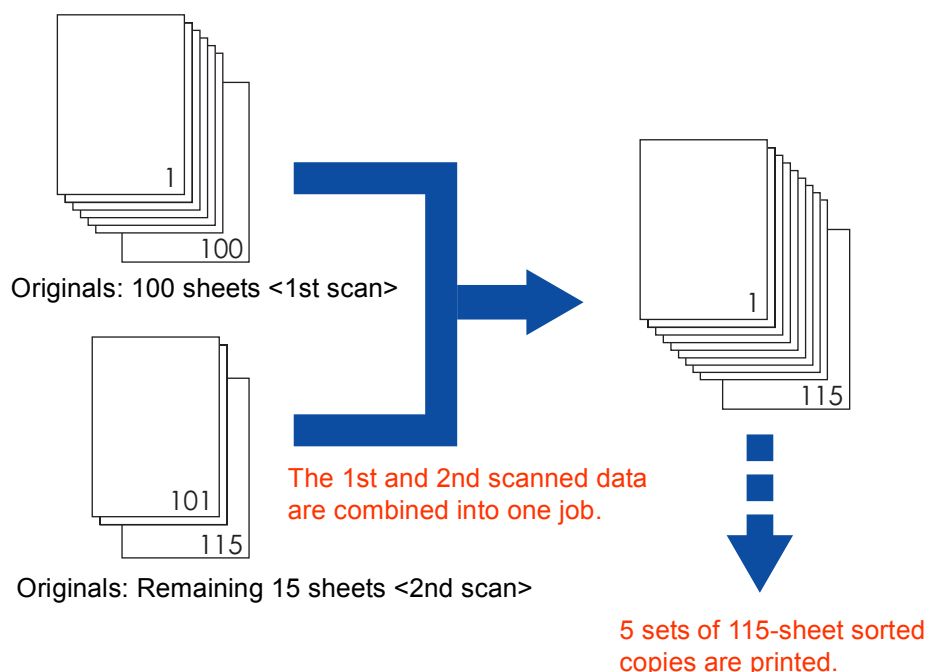 1
100
Originals: 100 sheets <1st scan>
101
115
Originals: Remaining 15 sheets <2nd scan>
The 1st and 2nd scanned data
are combined into one job.
1
115
5 sets of 115-sheet sorted
copies are printed.